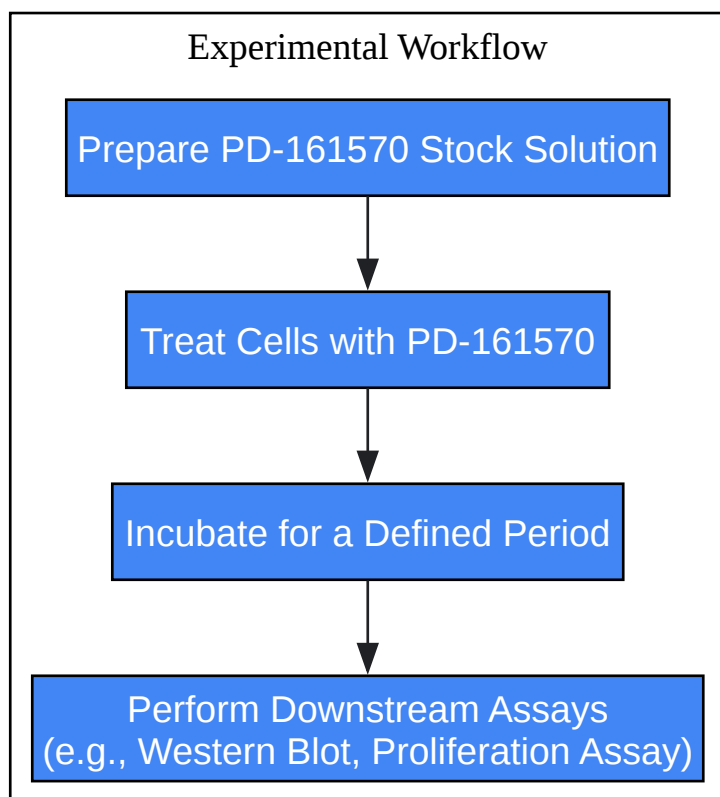 Experimental Workflow
Prepare PD-161570 Stock Solution
Treat Cells with PD-161570
Incubate for a Defined Period
Perform Downstream Assays
(e.g., Western Blot, Proliferation Assay)